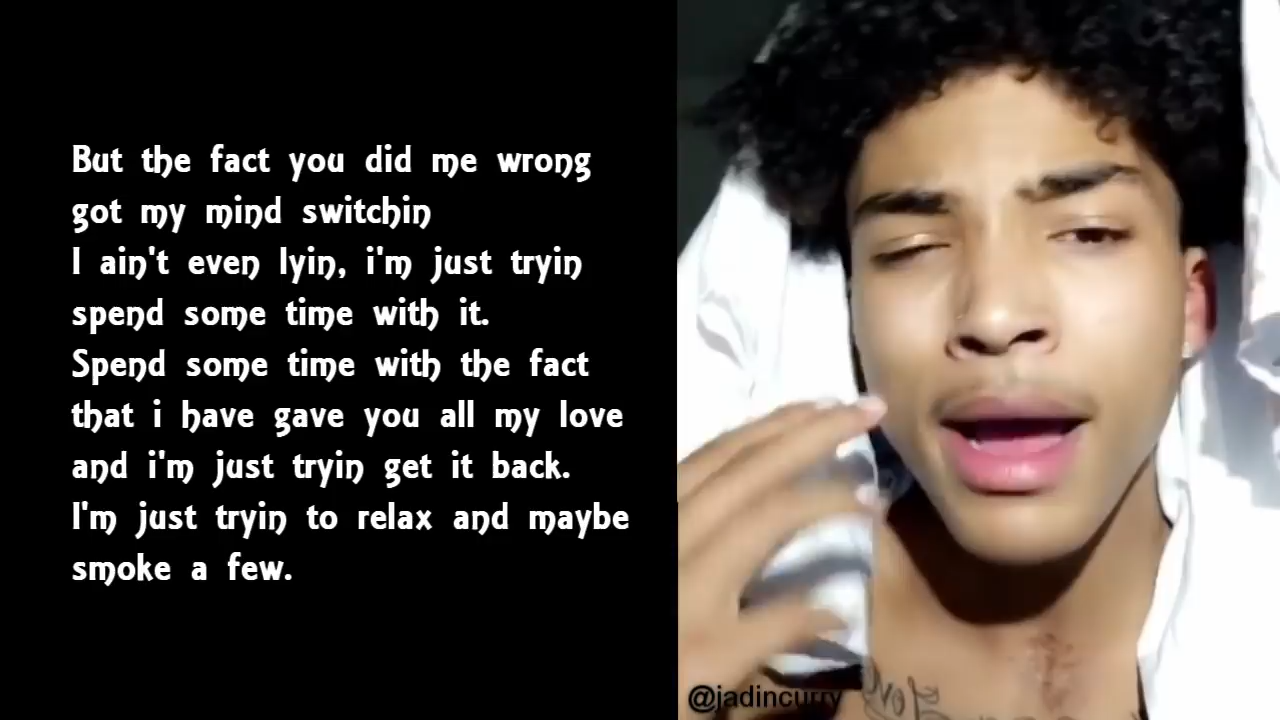 But the fact you did me wrong
got my mind switchin
I ain't even lyin, i'm just tryin
spend some time with it.
Spend some time with the fact
that i have gave you all my love
and i'm just tryin get it back.
I'm just tryin to relax and maybe
smoke a few.
@jadincurry